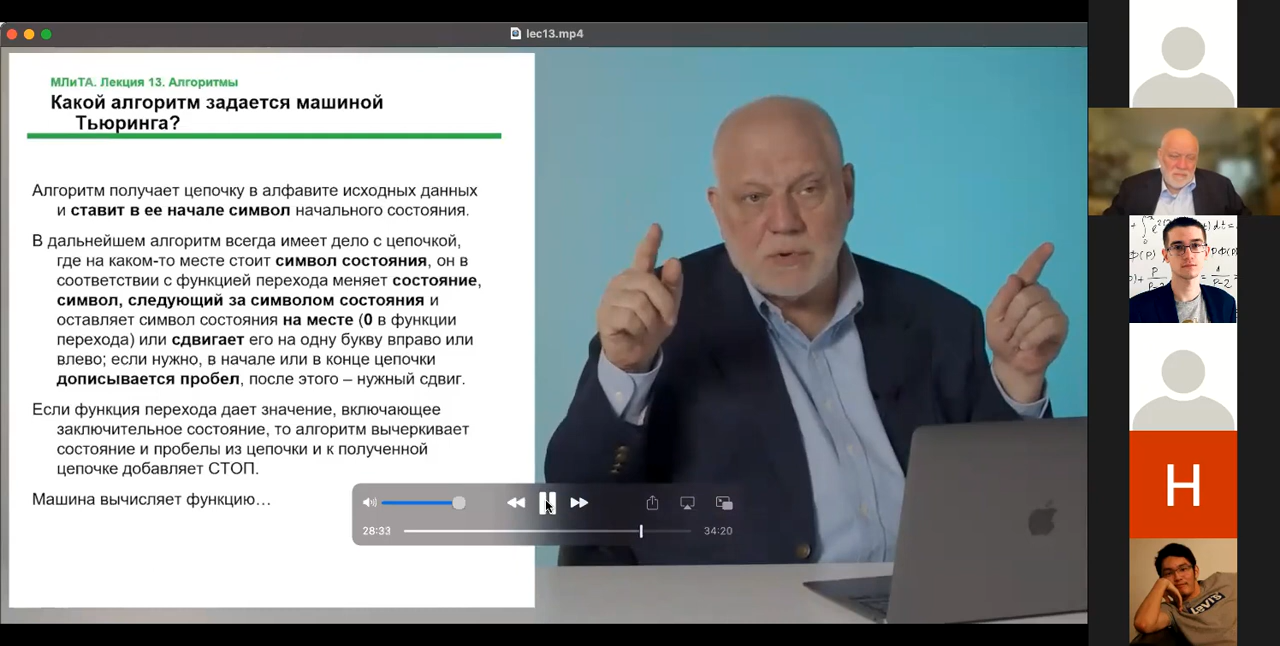 lec13.mp4
МЛиТА. Лекция 13. Алгоритмы
Какой алгоритм задается машиной
Тьюринга?
Алгоритм получает цепочку в алфавите исходных данных
и ставит в ее начале символ начального состояния.
В дальнейшем алгоритм всегда имеет дело с цепочкой,
где на каком-то месте стоит символ состояния, он в
соответствии с функцией перехода меняет состояние,
символ, следующий за символом состояния и
оставляет символ состояния на месте (0 в функции
перехода) или сдвигает его на одну букву вправо или
влево; если нужно, в начале или в конце цепочки
дописывается пробел, после этого – нужный сдвиг.
Если функция перехода дает значение, включающее
заключительное состояние, то алгоритм вычеркивает
состояние и пробелы из цепочки и к полученной
цепочке добавляет СТОП.
Машина вычисляет функцию…
28:33
34:20
H
LEVI'S